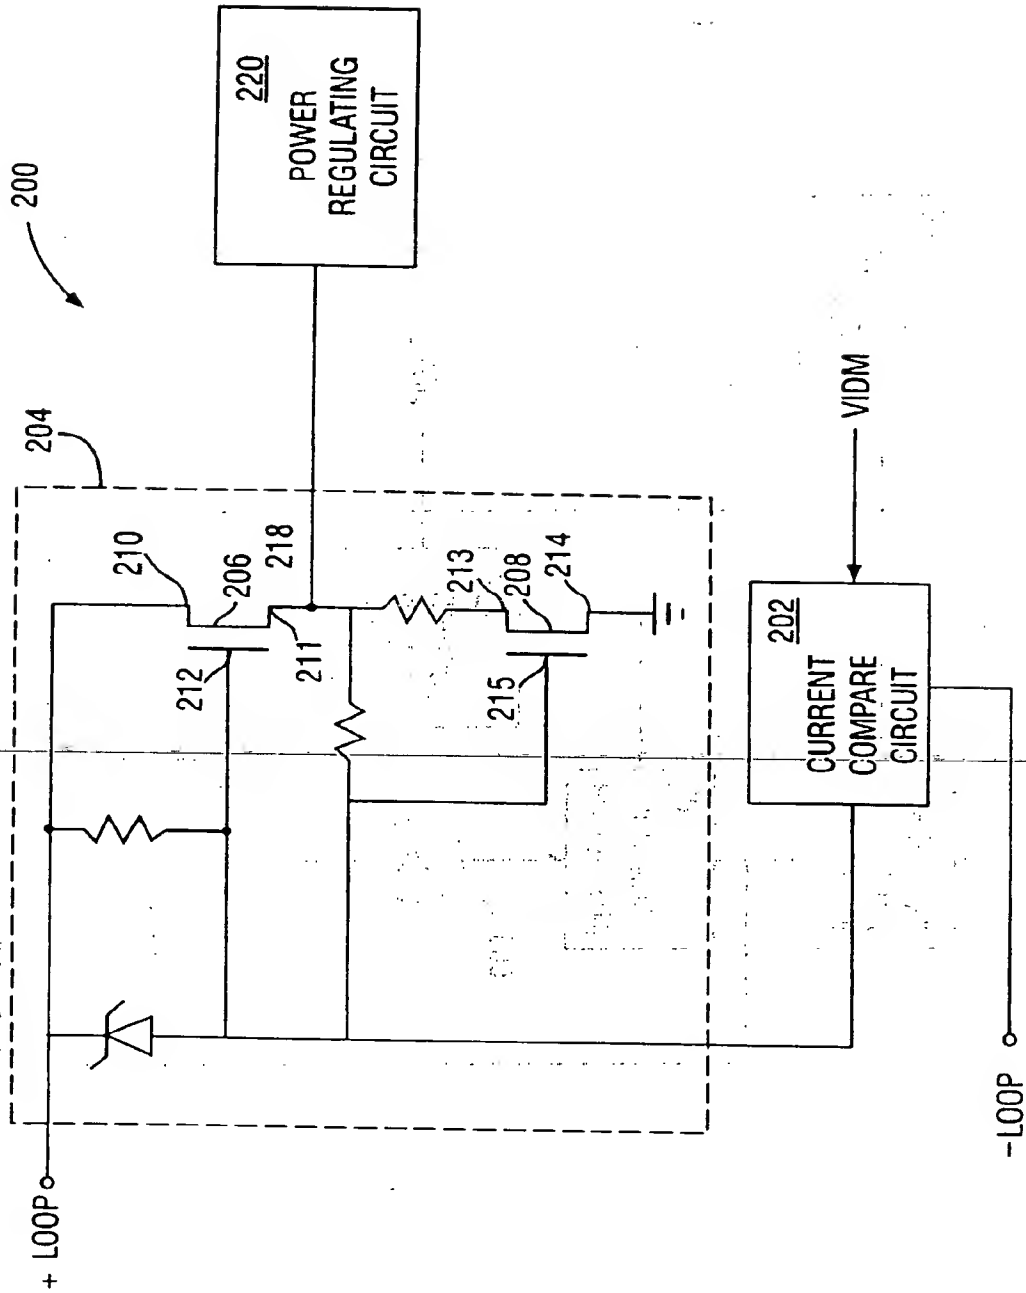 200
204
+ LOOP
210
206
212
211
218
220
POWER
REGULATING
CIRCUIT
213
208
214
215
202
CURRENT
COMPARE
CIRCUIT
VIDM
-LOOP